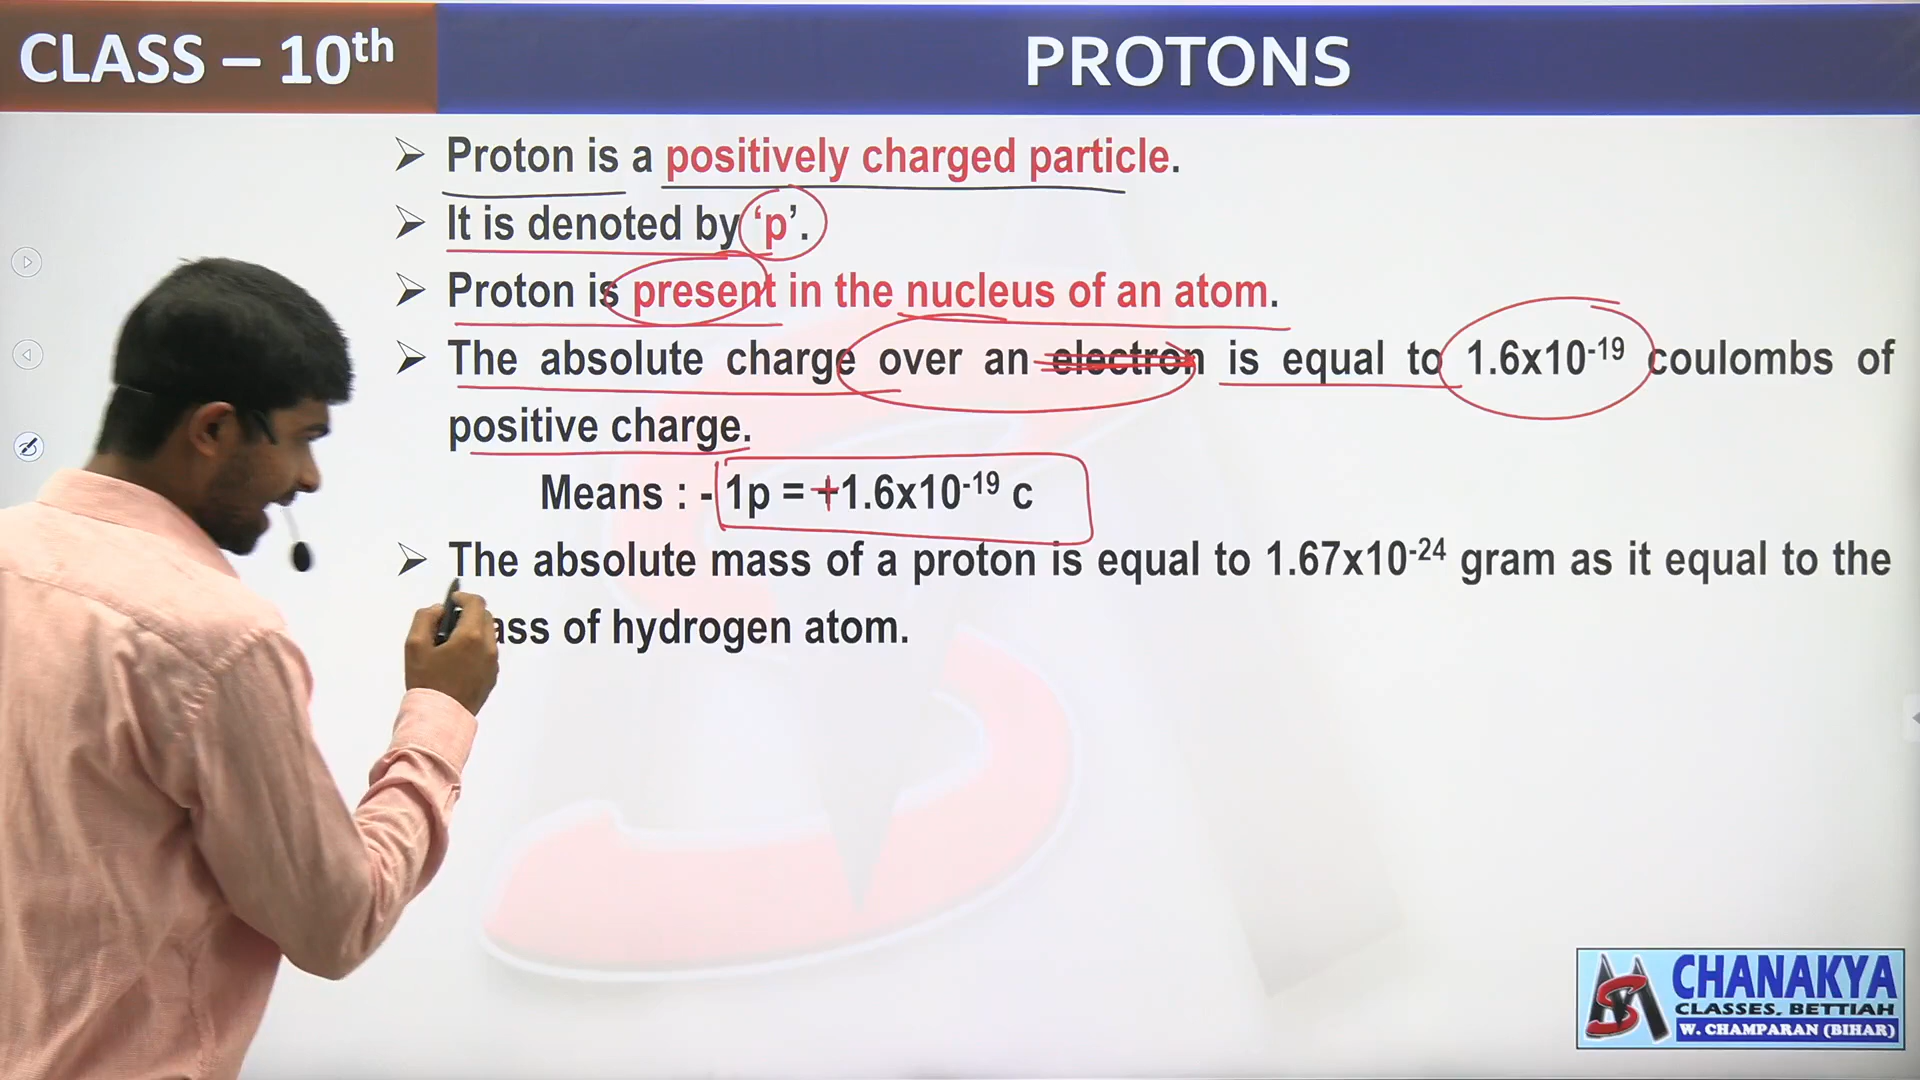 CLASS – 10th
PROTONS
➢ Proton is a positively charged particle.
➢ It is denoted by ‘p’.
➢ Proton is present in the nucleus of an atom.
➢ The absolute charge over an electron is equal to 1.6x10⁻¹⁹ coulombs of
positive charge.
Means : - 1p = +1.6x10⁻¹⁹ c
➢ The absolute mass of a proton is equal to 1.67x10⁻²⁴ gram as it equal to the
ass of hydrogen atom.
CHANAKYA
CLASSES, BETTIAH
W. CHAMPARAN (BIHAR)